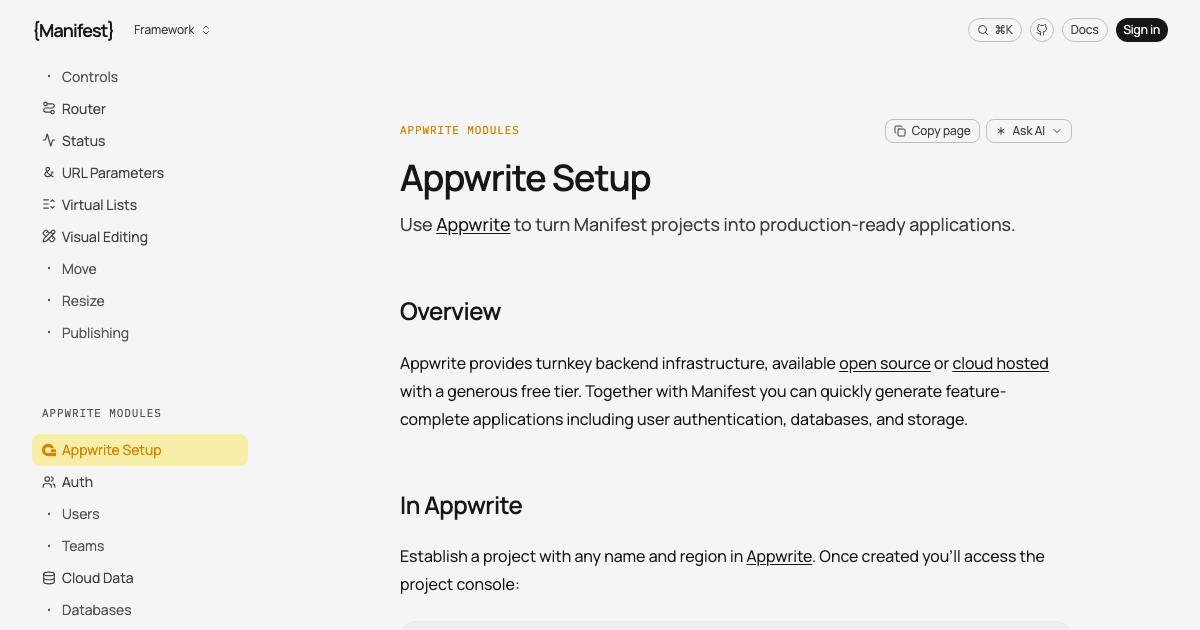 {Manifest}
Framework
⌘K
Docs
Sign in
Controls
Router
Status
& URL Parameters
Virtual Lists
Visual Editing
· Move
· Resize
· Publishing
APPWRITE MODULES
Appwrite Setup
Auth
· Users
· Teams
Cloud Data
· Databases
APPWRITE MODULES
Copy page
Ask AI
Appwrite Setup
Use Appwrite to turn Manifest projects into production-ready applications.
Overview
Appwrite provides turnkey backend infrastructure, available open source or cloud hosted
with a generous free tier. Together with Manifest you can quickly generate feature-
complete applications including user authentication, databases, and storage.
In Appwrite
Establish a project with any name and region in Appwrite. Once created you'll access the
project console: